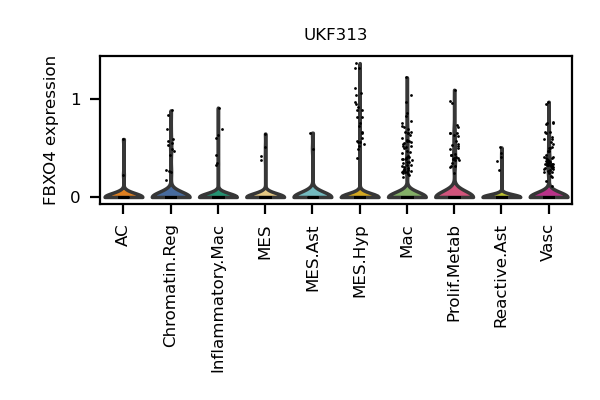 UKF313
FBXO4 expression
1
0
AC
Chromatin.Reg
Inflammatory.Mac
MES
MES.Ast
MES.Hyp
Mac
Prolif.Metab
Reactive.Ast
Vasc